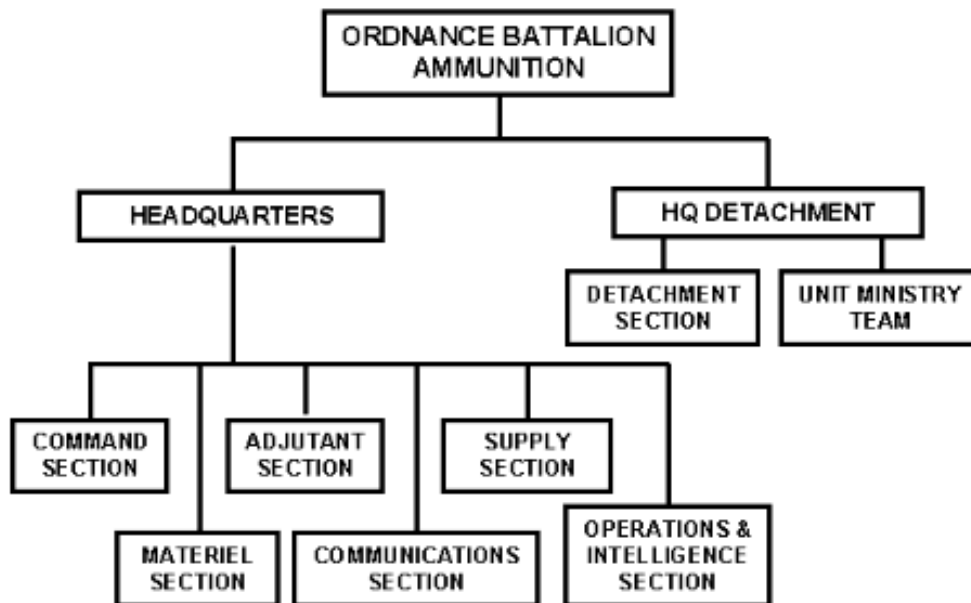 ORDNANCE BATTALION
AMMUNITION
HEADQUARTERS
HQ DETACHMENT
DETACHMENT
SECTION
UNIT MINISTRY
TEAM
COMMAND
SECTION
ADJUTANT
SECTION
SUPPLY
SECTION
MATERIEL
SECTION
COMMUNICATIONS
SECTION
OPERATIONS &
INTELLIGENCE
SECTION